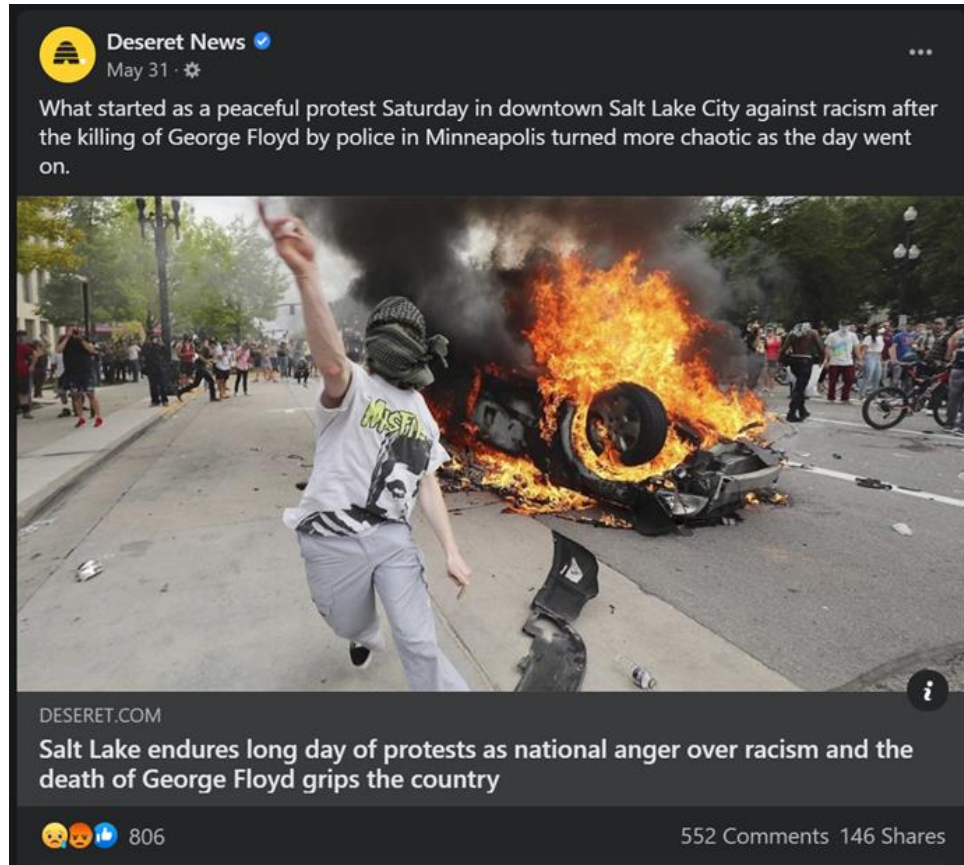 Deseret News
May 31 ·
What started as a peaceful protest Saturday in downtown Salt Lake City against racism after
the killing of George Floyd by police in Minneapolis turned more chaotic as the day went
on.
DESERET.COM
Salt Lake endures long day of protests as national anger over racism and the
death of George Floyd grips the country
806
552 Comments 146 Shares